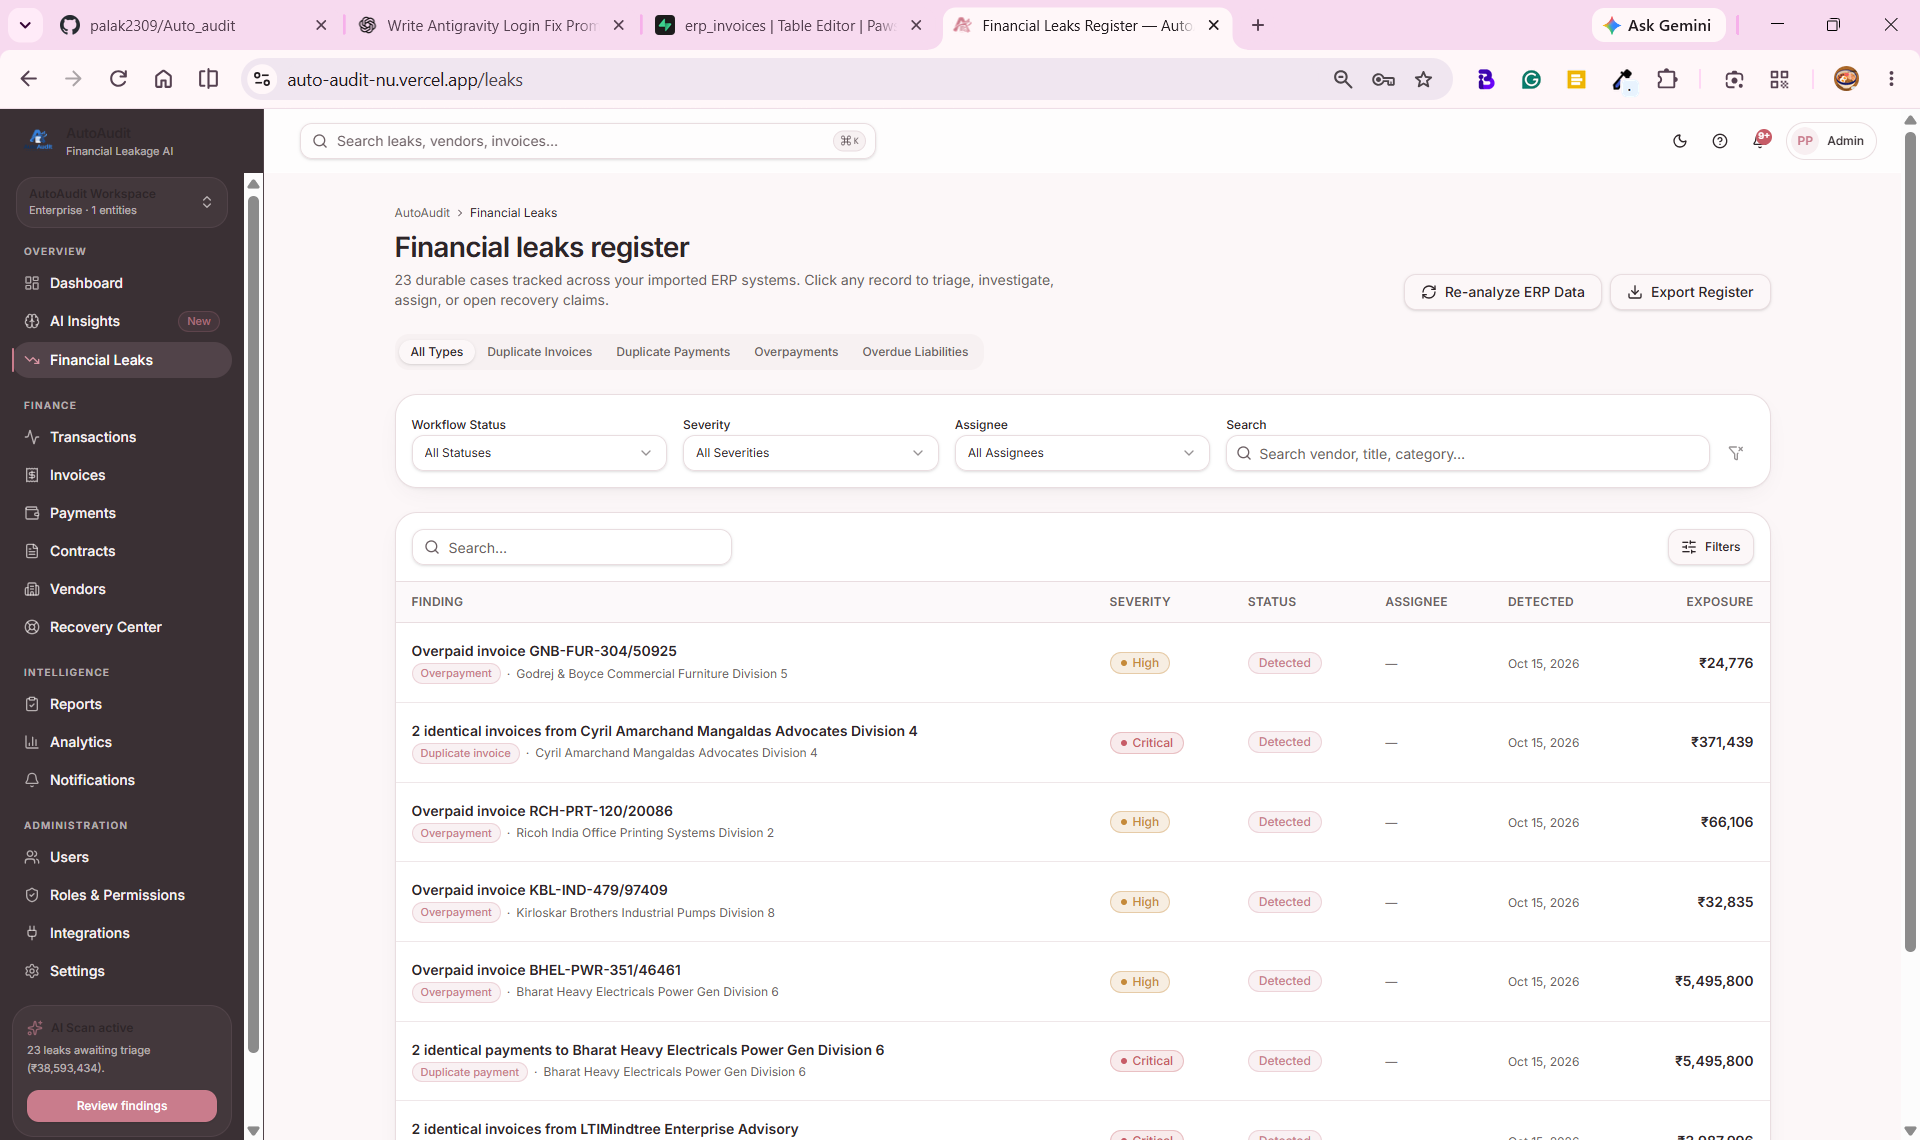 palak2309/Auto_audit
Write Antigravity Login Fix Prom
erp_invoices | Table Editor | Paw
Financial Leaks Register — Auto
Ask Gemini
auto-audit-nu.vercel.app/leaks
AutoAudit
Financial Leakage AI
Search leaks, vendors, invoices...
⌘K
9+
PP
Admin
AutoAudit Workspace
Enterprise · 1 entities
OVERVIEW
Dashboard
AI Insights
New
Financial Leaks
FINANCE
Transactions
Invoices
Payments
Contracts
Vendors
Recovery Center
INTELLIGENCE
Reports
Analytics
Notifications
ADMINISTRATION
Users
Roles & Permissions
Integrations
Settings
AI Scan active
23 leaks awaiting triage
(₹38,593,434).
Review findings
AutoAudit > Financial Leaks
Financial leaks register
23 durable cases tracked across your imported ERP systems. Click any record to triage, investigate,
assign, or open recovery claims.
Re-analyze ERP Data
Export Register
All Types
Duplicate Invoices
Duplicate Payments
Overpayments
Overdue Liabilities
Workflow Status
Severity
Assignee
Search
All Statuses
All Severities
All Assignees
Search vendor, title, category...
Search...
Filters
FINDING SEVERITY STATUS ASSIGNEE DETECTED EXPOSURE
Overpaid invoice GNB-FUR-304/50925
Overpayment · Godrej & Boyce Commercial Furniture Division 5
High Detected — Oct 15, 2026 ₹24,776
2 identical invoices from Cyril Amarchand Mangaldas Advocates Division 4
Duplicate invoice · Cyril Amarchand Mangaldas Advocates Division 4
Critical Detected — Oct 15, 2026 ₹371,439
Overpaid invoice RCH-PRT-120/20086
Overpayment · Ricoh India Office Printing Systems Division 2
High Detected — Oct 15, 2026 ₹66,106
Overpaid invoice KBL-IND-479/97409
Overpayment · Kirloskar Brothers Industrial Pumps Division 8
High Detected — Oct 15, 2026 ₹32,835
Overpaid invoice BHEL-PWR-351/46461
Overpayment · Bharat Heavy Electricals Power Gen Division 6
High Detected — Oct 15, 2026 ₹5,495,800
2 identical payments to Bharat Heavy Electricals Power Gen Division 6
Duplicate payment · Bharat Heavy Electricals Power Gen Division 6
Critical Detected — Oct 15, 2026 ₹5,495,800
2 identical invoices from LTIMindtree Enterprise Advisory